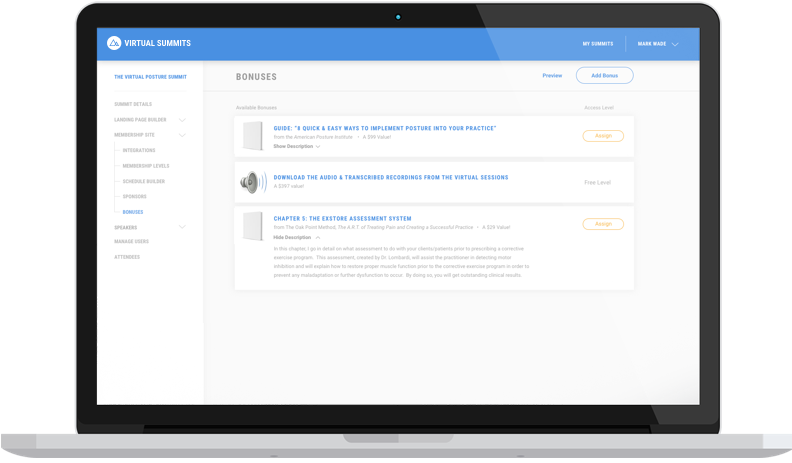 VIRTUAL SUMMITS
MY SUMMITS
MARK WADE
THE VIRTUAL POSTURE SUMMIT
SUMMIT DETAILS
LANDING PAGE BUILDER
MEMBERSHIP SITE
INTEGRATIONS
MEMBERSHIP LEVELS
SCHEDULE BUILDER
SPONSORS
BONUSES
SPEAKERS
MANAGE USERS
ATTENDEES
BONUSES
Preview
Add Bonus
Available Bonuses
Access Level
GUIDE: "8 QUICK & EASY WAYS TO IMPLEMENT POSTURE INTO YOUR PRACTICE"
from the American Posture Institute • A $99 Value!
Show Description
Assign
DOWNLOAD THE AUDIO & TRANSCRIBED RECORDINGS FROM THE VIRTUAL SESSIONS
A $397 value!
Free Level
CHAPTER 5: THE EXSTORE ASSESSMENT SYSTEM
from The Gait Point Method, The A.R.T. of Treating Pain and Creating a Successful Practice • A $29 Value!
Hide Description
Assign
In this chapter, I go in detail on what assessment to do with your clients/patients prior to prescribing a corrective
exercise program. This assessment, created by Dr. Lombardi, will assist the practitioner in detecting motor
inhibition and will explain how to restore proper muscle function prior to the corrective exercise program in order to
prevent any maladaptation or further dysfunction to occur. By doing so, you will get outstanding clinical results.